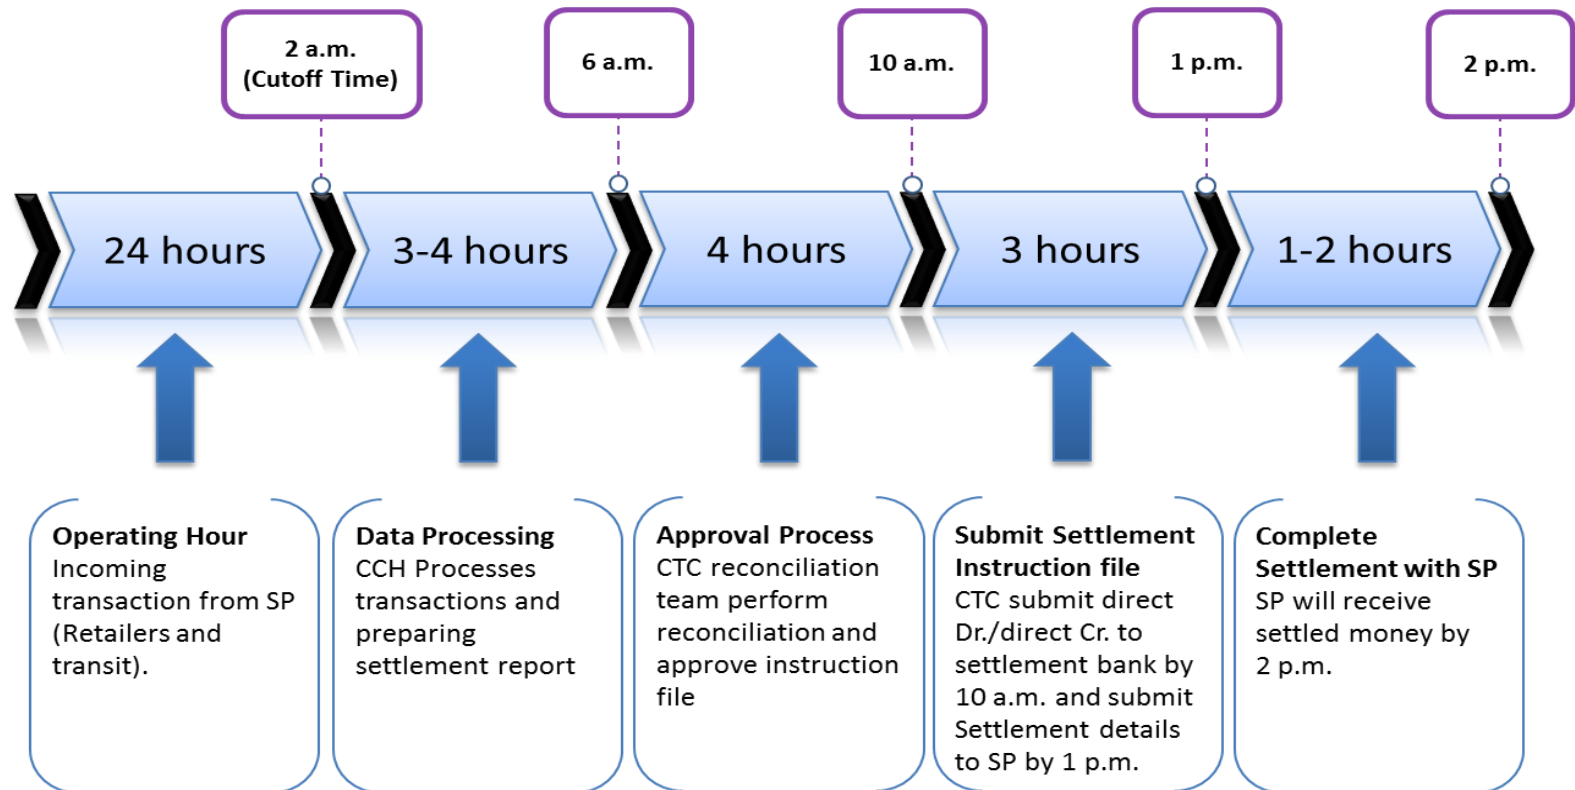 2 a.m.
(Cutoff Time)
6 a.m.
10 a.m.
1 p.m.
2 p.m.
24 hours
3-4 hours
4 hours
3 hours
1-2 hours
Operating Hour
Incoming
transaction from SP
(Retailers and
transit).
Data Processing
CCH Processes
transactions and
preparing
settlement report
Approval Process
CTC reconciliation
team perform
reconciliation and
approve instruction
file
Submit Settlement
Instruction file
CTC submit direct
Dr./direct Cr. to
settlement bank by
10 a.m. and submit
Settlement details
to SP by 1 p.m.
Complete
Settlement with SP
SP will receive
settled money by
2 p.m.